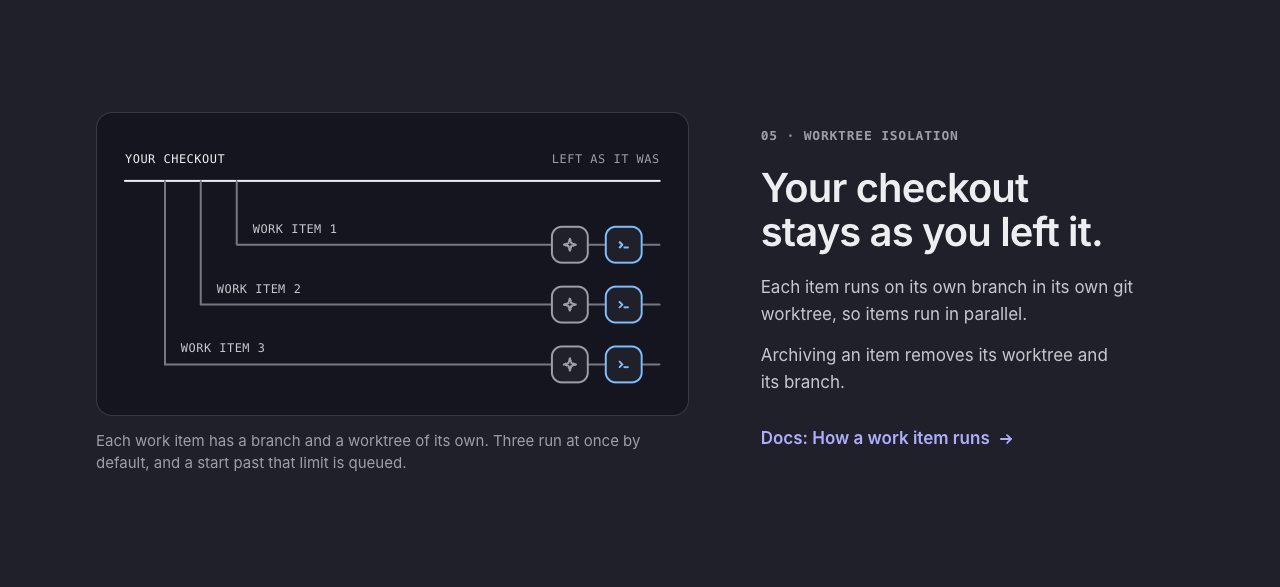 YOUR CHECKOUT
LEFT AS IT WAS
WORK ITEM 1
WORK ITEM 2
WORK ITEM 3
Each work item has a branch and a worktree of its own. Three run at once by
default, and a start past that limit is queued.
05 · WORKTREE ISOLATION
Your checkout
stays as you left it.
Each item runs on its own branch in its own git
worktree, so items run in parallel.
Archiving an item removes its worktree and
its branch.
Docs: How a work item runs →